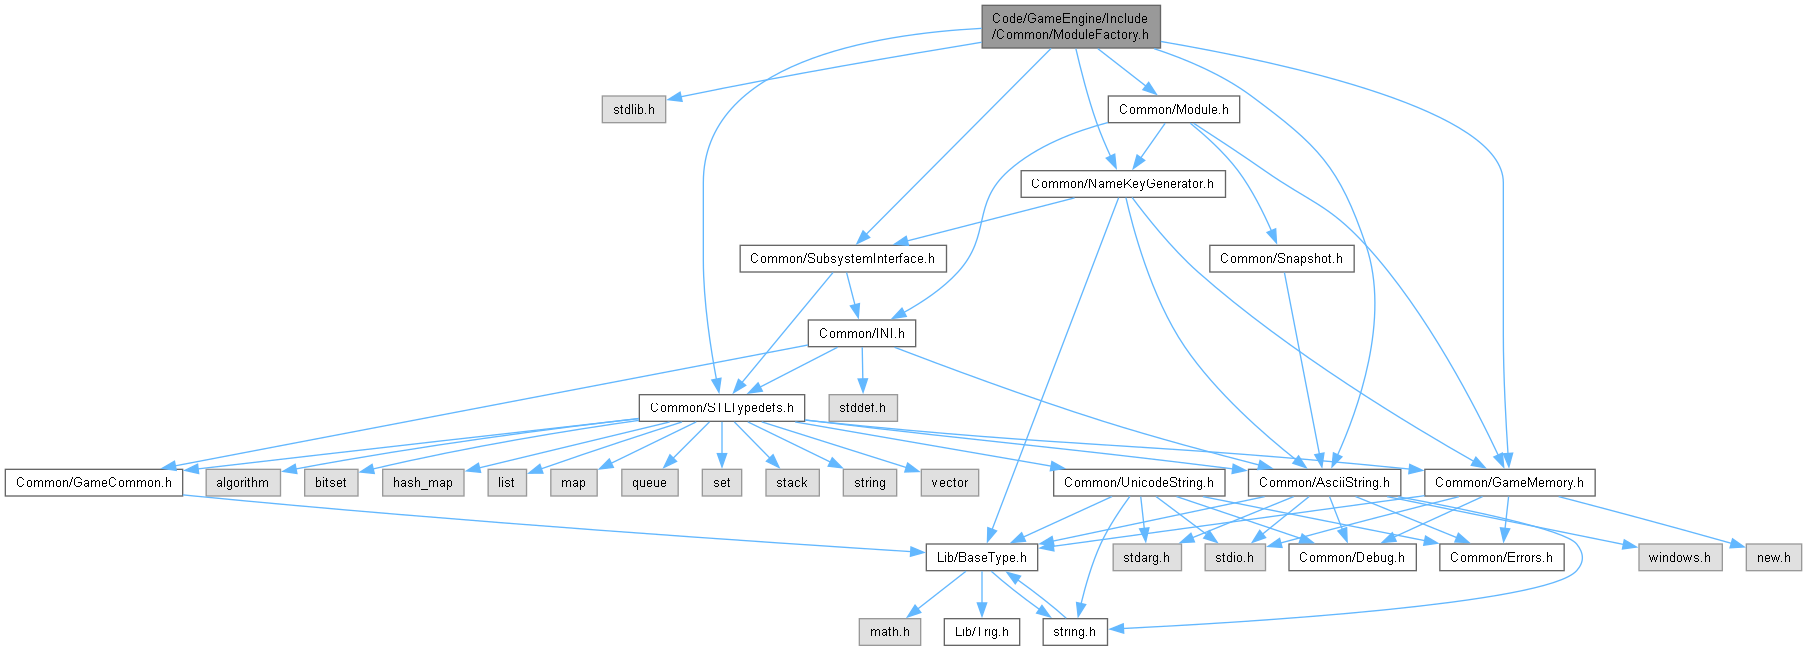 Code/GameEngine/Include
/Common/ModuleFactory.h
stdlib.h
Common/Module.h
Common/NameKeyGenerator.h
Common/SubsystemInterface.h
Common/Snapshot.h
Common/INI.h
Common/STLTypedefs.h
stddef.h
Common/GameCommon.h
algorithm
bitset
hash_map
list
map
queue
set
stack
string
vector
Common/UnicodeString.h
Common/AsciiString.h
Common/GameMemory.h
Lib/BaseType.h
stdarg.h
stdio.h
Common/Debug.h
Common/Errors.h
windows.h
new.h
math.h
Lib/Trig.h
string.h